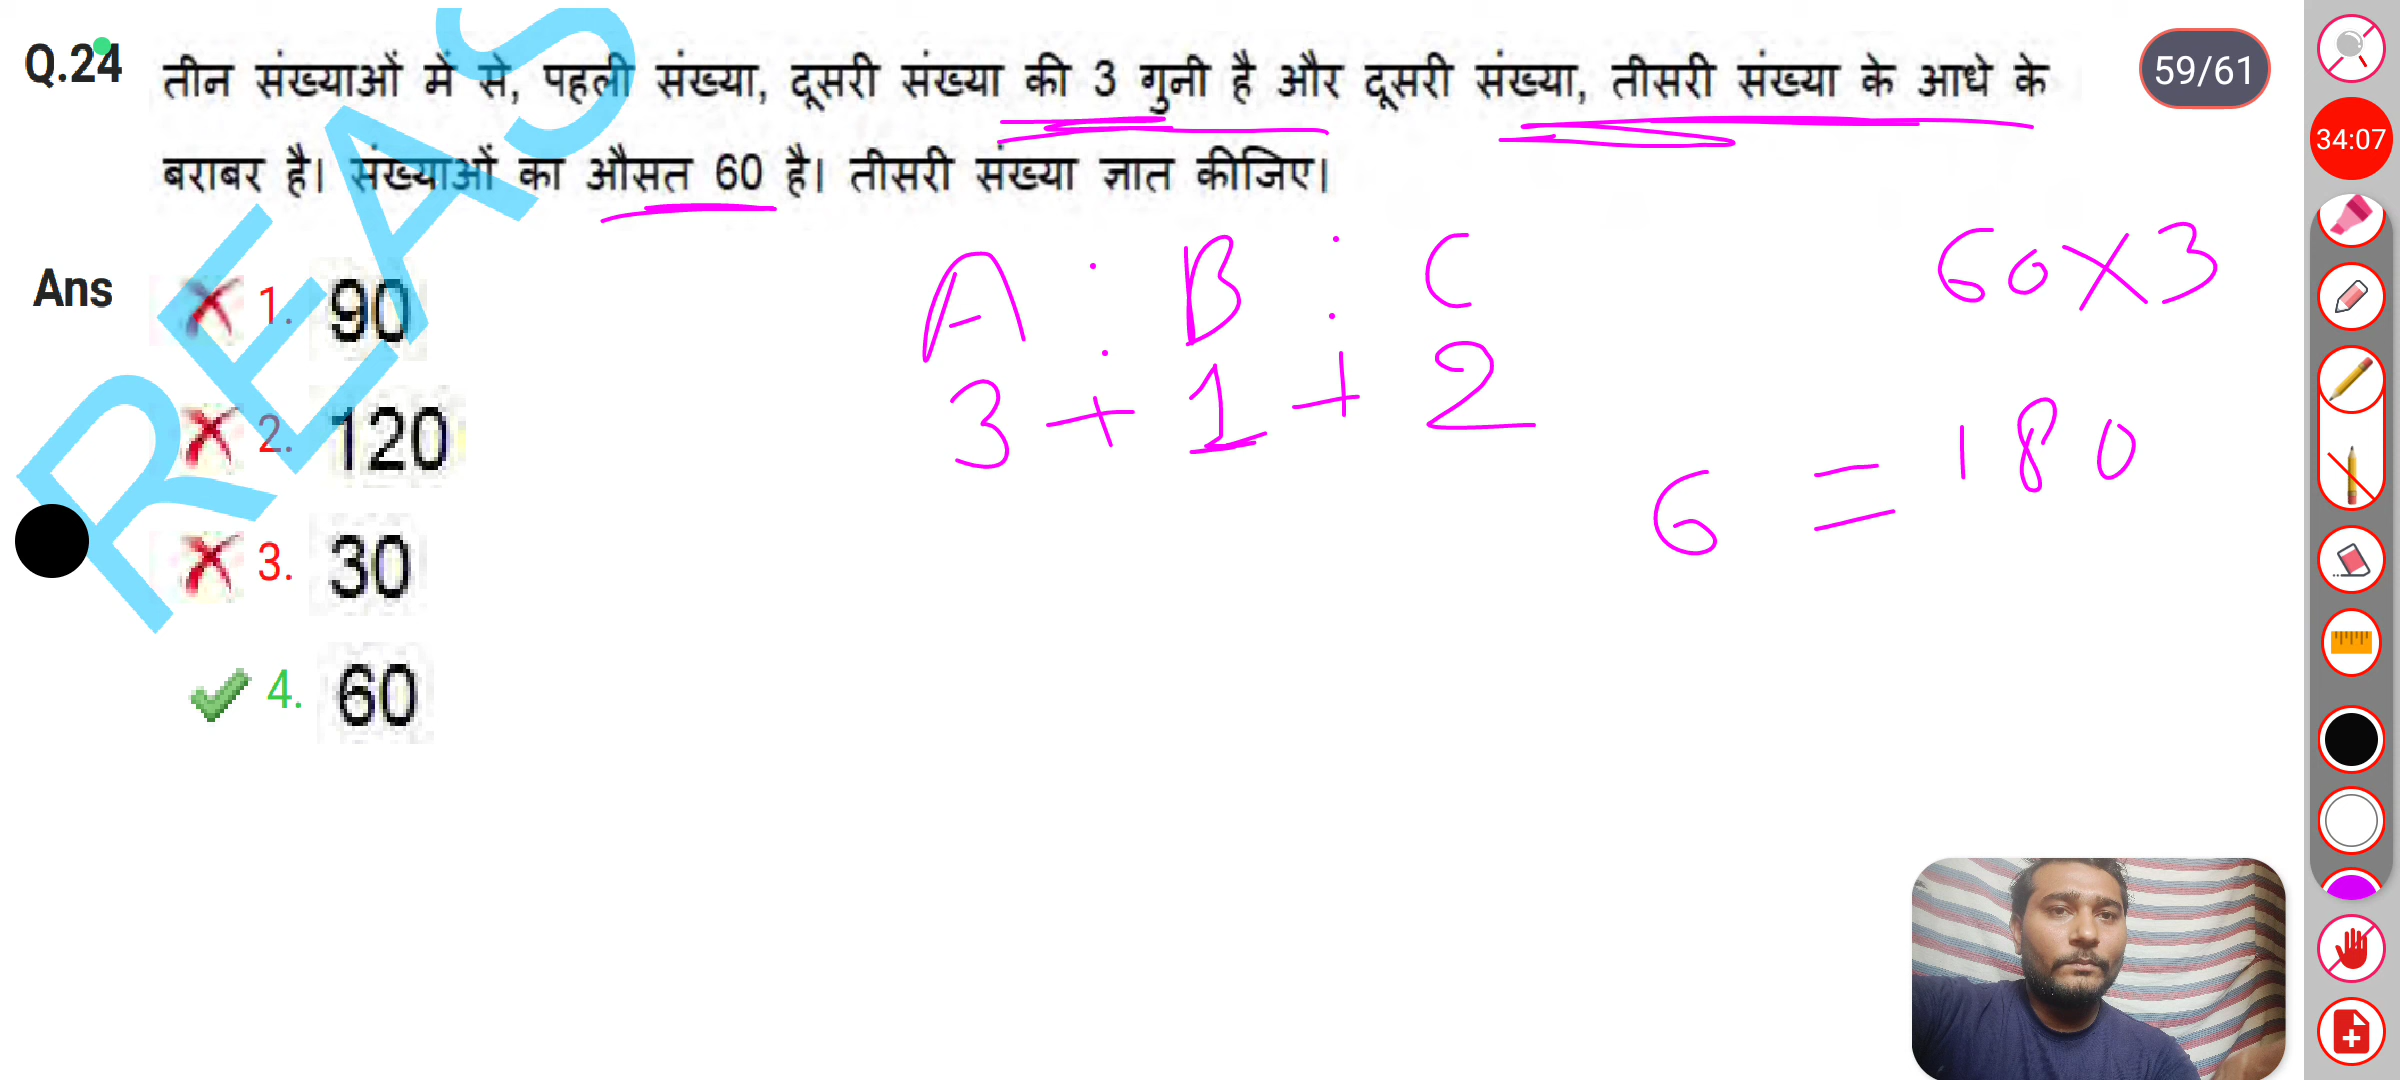 Q.24 तीन संख्याओं में से, पहली संख्या, दूसरी संख्या की 3 गुनी है और दूसरी संख्या, तीसरी संख्या के आधे के
बराबर है। संख्याओं का औसत 60 है। तीसरी संख्या ज्ञात कीजिए।
59/61
34:07
Ans
1. 90
2. 120
3. 30
4. 60
REAS
A : B : C
3 + 1 + 2
60 × 3
6 = 180